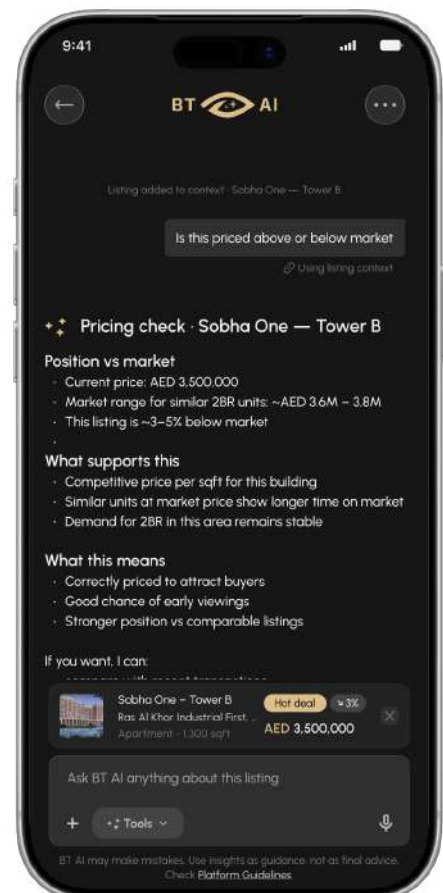 9:41
BT AI
Listing added to context · Sobha One — Tower B
Is this priced above or below market
Using listing context
Pricing check · Sobha One — Tower B
Position vs market
· Current price: AED 3,500,000
· Market range for similar 2BR units: ~AED 3.6M – 3.8M
· This listing is ~3–5% below market
·
What supports this
· Competitive price per sqft for this building
· Similar units at market price show longer time on market
· Demand for 2BR in this area remains stable
What this means
· Correctly priced to attract buyers
· Good chance of early viewings
· Stronger position vs comparable listings
If you want, I can:
Sobha One – Tower B Hot deal 3%
Ras Al Khor Industrial First, ... AED 3,500,000
Apartment · 1,300 sqft
Ask BT AI anything about this listing
Tools
BT AI may make mistakes. Use insights as guidance, not as final advice.
Check Platform Guidelines